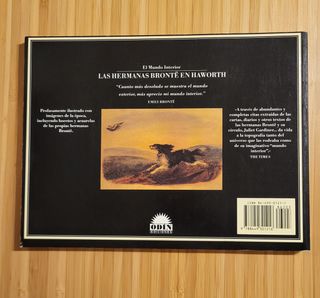 El Mundo Interior
LAS HERMANAS BRONTË EN HAWORTH
"Cuanto más desolado se muestra el mundo
exterior, más aprecio mi mundo interior."
EMILY BRONTË
Profusamente ilustrado con
imágenes de la época,
incluyendo bocetos y acuarelas
de las propias hermanas
Brontë.
«A través de abundantes y
completas citas extraídas de las
cartas, diarios y otros textos de
las hermanas Brontë y su
círculo, Juliet Gardiner... da vida
a la topografía tanto del
universo que las rodeaba como
de su imaginativo "mundo
interior".»
THE TIMES
ODÍN